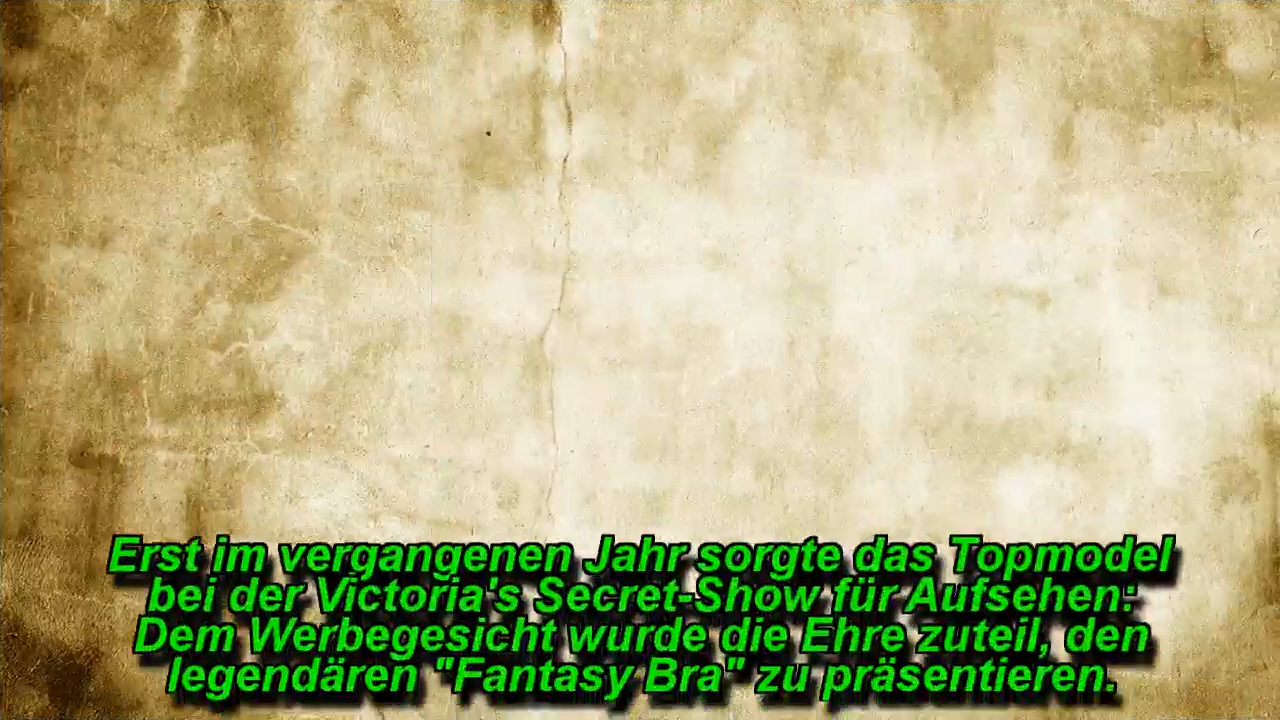 Erst im vergangenen Jahr sorgte das Topmodel
bei der Victoria's Secret-Show für Aufsehen:
Dem Werbegesicht wurde die Ehre zuteil, den
legendären "Fantasy Bra" zu präsentieren.